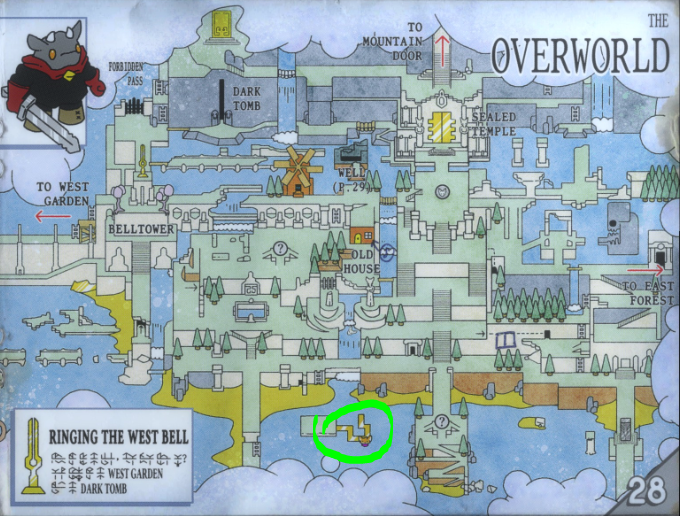 THE
OVERWORLD
TO
MOUNTAIN
DOOR
FORBIDDEN
PASS
DARK
TOMB
SEALED
TEMPLE
WELL
(P.29)
TO WEST
GARDEN
BELLTOWER
?
?
OLD
HOUSE
TO EAST
FOREST
?
RINGING THE WEST BELL
WEST GARDEN
DARK TOMB
28